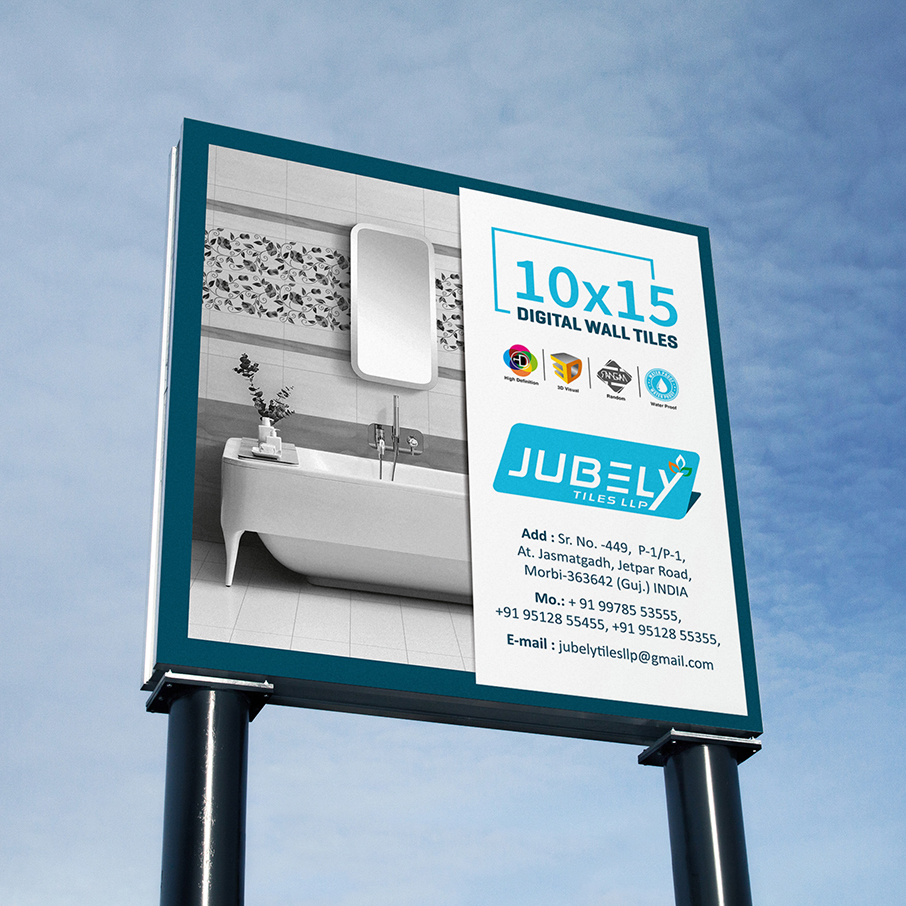 10x15
DIGITAL WALL TILES
High Definition
3D Visual
Random
Water Proof
JUBELY
TILES LLP
Add : Sr. No. -449, P-1/P-1,
At. Jasmatgadh, Jetpar Road,
Morbi-363642 (Guj.) INDIA
Mo.: + 91 99785 53555,
+91 95128 55455, +91 95128 55355,
E-mail : jubelytilesllp@gmail.com